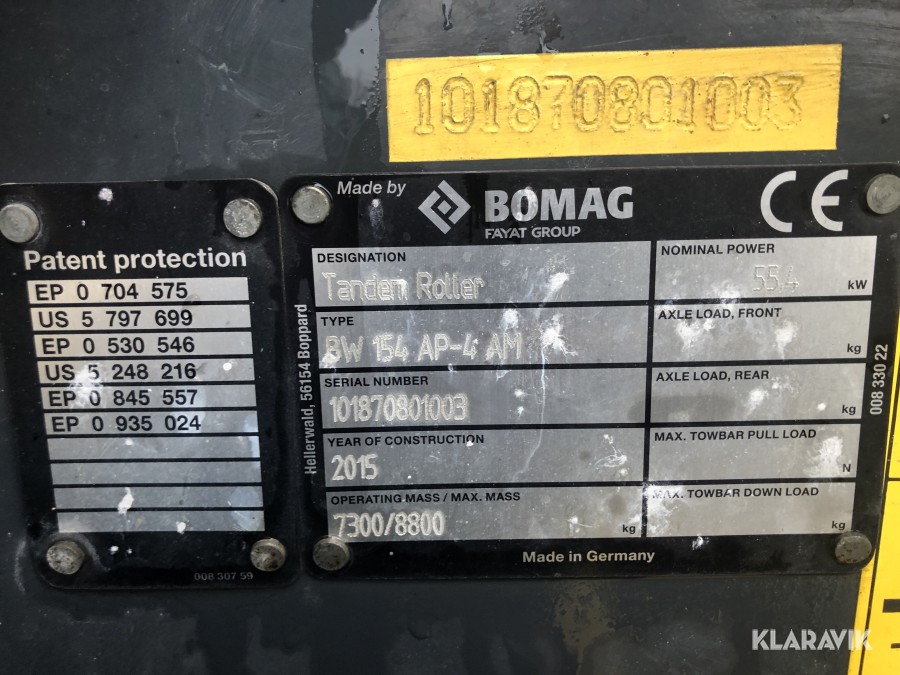 101870801003
Made by
BOMAG
FAYAT GROUP
CE
Patent protection
EP 0 704 575
US 5 797 699
EP 0 530 546
US 5 248 216
EP 0 845 557
EP 0 935 024
008 307 59
Hellerwald, 56154 Boppard
DESIGNATION
Tandem Roller
TYPE
BW 154 AP-4 AM
SERIAL NUMBER
101870801003
YEAR OF CONSTRUCTION
2015
OPERATING MASS / MAX. MASS
7300/8800 kg
NOMINAL POWER
55.4 kW
AXLE LOAD, FRONT
kg
AXLE LOAD, REAR
kg
MAX. TOWBAR PULL LOAD
N
MAX. TOWBAR DOWN LOAD
kg
008 330 22
Made in Germany
KLARAVIK